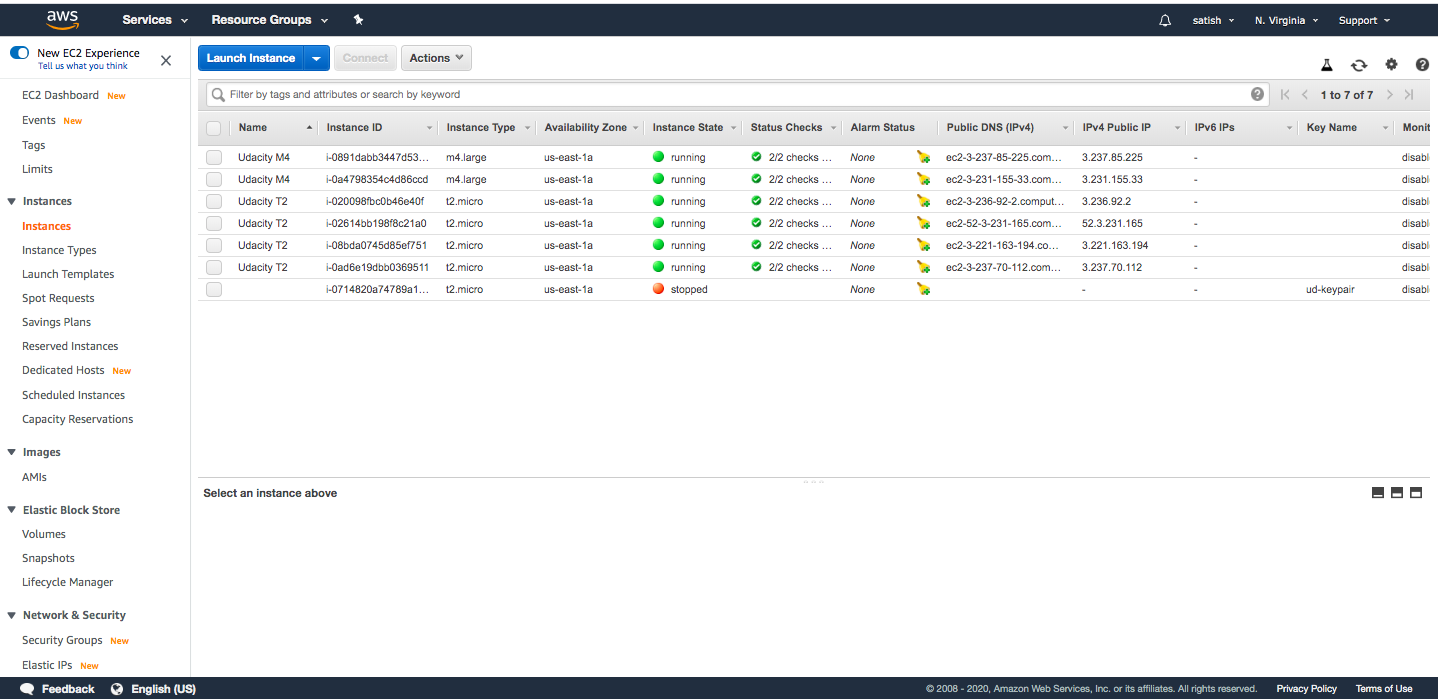 aws Services Resource Groups satish N. Virginia Support
New EC2 Experience
Tell us what you think
EC2 Dashboard New
Events New
Tags
Limits
Instances
Instances
Instance Types
Launch Templates
Spot Requests
Savings Plans
Reserved Instances
Dedicated Hosts New
Scheduled Instances
Capacity Reservations
Images
AMIs
Elastic Block Store
Volumes
Snapshots
Lifecycle Manager
Network & Security
Security Groups New
Elastic IPs New
Launch Instance Connect Actions
Filter by tags and attributes or search by keyword 1 to 7 of 7
Name Instance ID Instance Type Availability Zone Instance State Status Checks Alarm Status Public DNS (IPv4) IPv4 Public IP IPv6 IPs Key Name Monit
Udacity M4 i-0891dabb3447d53... m4.large us-east-1a running 2/2 checks ... None ec2-3-237-85-225.com... 3.237.85.225 - disabl
Udacity M4 i-0a4798354c4d86ccd m4.large us-east-1a running 2/2 checks ... None ec2-3-231-155-33.com... 3.231.155.33 - disabl
Udacity T2 i-020098fbc0b46e40f t2.micro us-east-1a running 2/2 checks ... None ec2-3-236-92-2.comput... 3.236.92.2 - disabl
Udacity T2 i-02614bb198f8c21a0 t2.micro us-east-1a running 2/2 checks ... None ec2-52-3-231-165.com... 52.3.231.165 - disabl
Udacity T2 i-08bda0745d85ef751 t2.micro us-east-1a running 2/2 checks ... None ec2-3-221-163-194.co... 3.221.163.194 - disabl
Udacity T2 i-0ad6e19dbb0369511 t2.micro us-east-1a running 2/2 checks ... None ec2-3-237-70-112.com... 3.237.70.112 - disabl
i-0714820a74789a1... t2.micro us-east-1a stopped None - - ud-keypair disabl
Select an instance above
Feedback English (US) © 2008 - 2020, Amazon Web Services, Inc. or its affiliates. All rights reserved. Privacy Policy Terms of Use